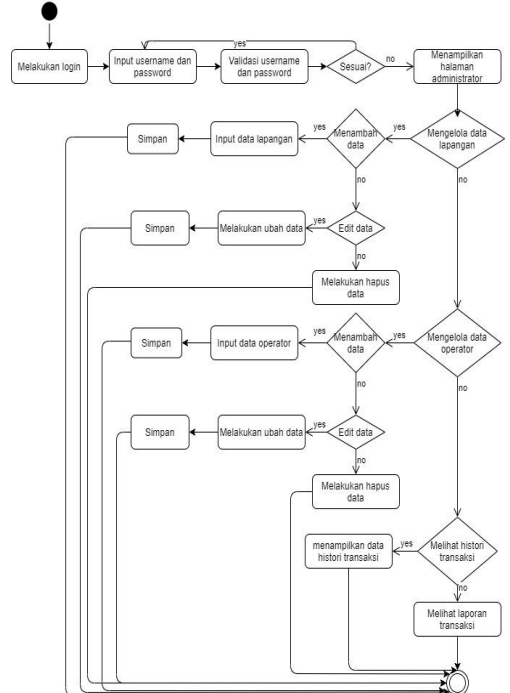 yes
Melakukan login
Input username dan
password
Validasi username
dan password
Sesuai?
no
Menampilkan
halaman
administrator
Simpan
Input data lapangan
yes
Menambah
data
yes
Mengelola data
lapangan
no
no
Simpan
Melakukan ubah data
yes
Edit data
no
Melakukan hapus
data
Simpan
Input data operator
yes
Menambah
data
yes
Mengelola data
operator
no
no
Simpan
Melakukan ubah data
yes
Edit data
no
Melakukan hapus
data
menampilkan data
histori transaksi
yes
Melihat histori
transaksi
no
Melihat laporan
transaksi